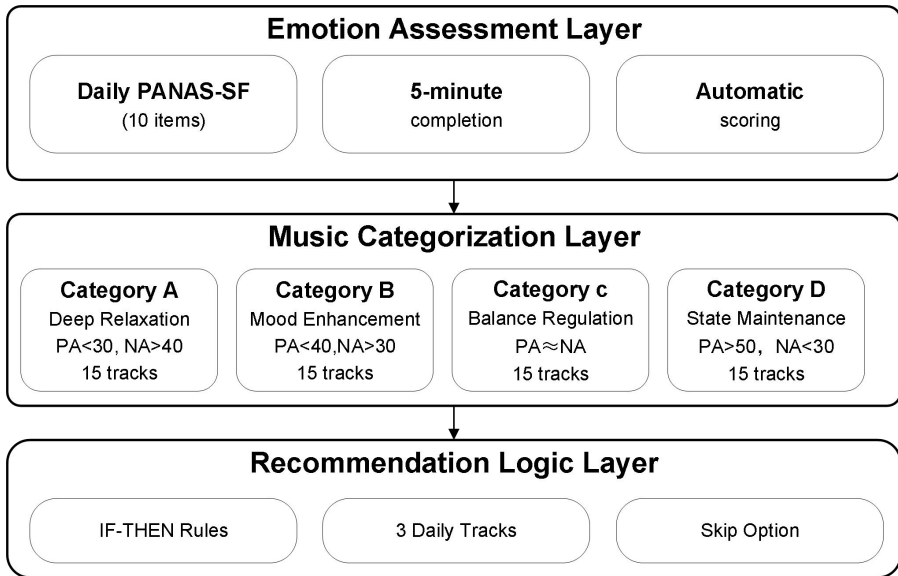 Emotion Assessment Layer
Daily PANAS-SF
(10 items)
5-minute
completion
Automatic
scoring
Music Categorization Layer
Category A
Deep Relaxation
PA<30, NA>40
15 tracks
Category B
Mood Enhancement
PA<40,NA>30
15 tracks
Category c
Balance Regulation
PA≈NA
15 tracks
Category D
State Maintenance
PA>50，NA<30
15 tracks
Recommendation Logic Layer
IF-THEN Rules
3 Daily Tracks
Skip Option